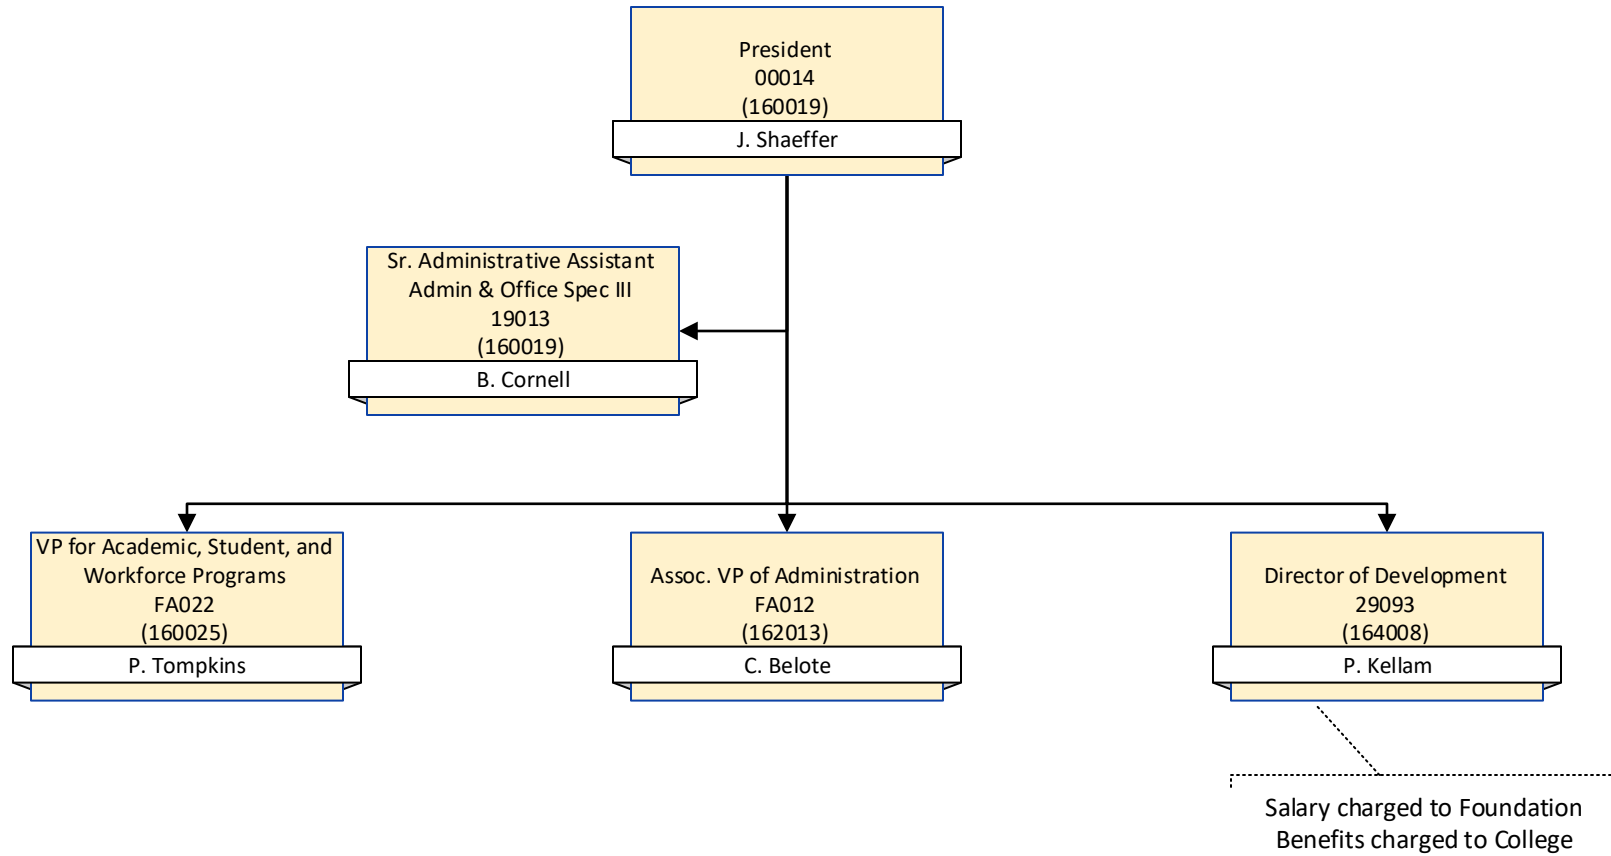 President
00014
(160019)
J. Shaeffer
Sr. Administrative Assistant
Admin & Office Spec III
19013
(160019)
B. Cornell
VP for Academic, Student, and
Workforce Programs
FA022
(160025)
P. Tompkins
Assoc. VP of Administration
FA012
(162013)
C. Belote
Director of Development
29093
(164008)
P. Kellam
Salary charged to Foundation
Benefits charged to College